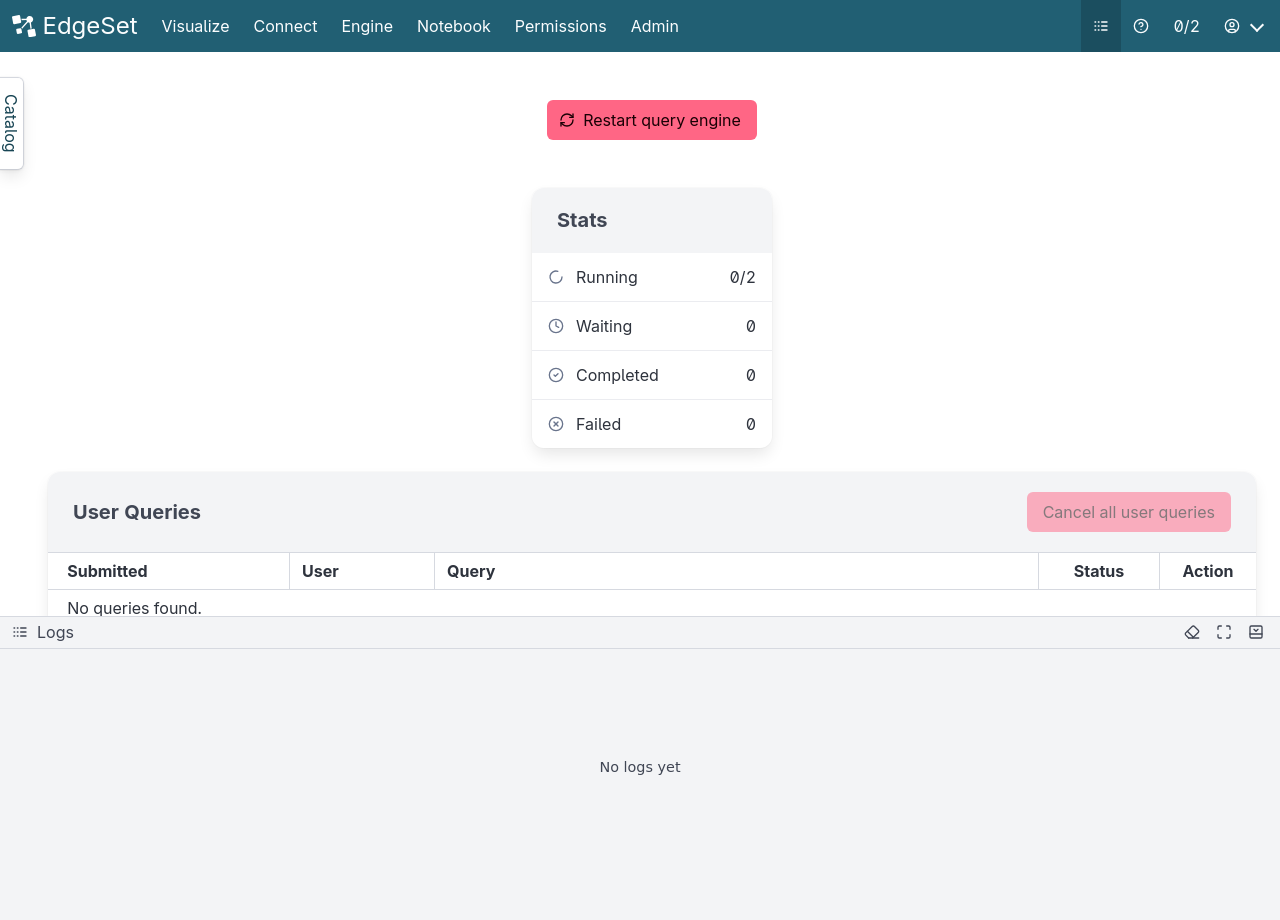 EdgeSet Visualize Connect Engine Notebook Permissions Admin 0/2
Catalog
Restart query engine
Stats
Running 0/2
Waiting 0
Completed 0
Failed 0
User Queries Cancel all user queries
Submitted User Query Status Action
No queries found.
Logs
No logs yet